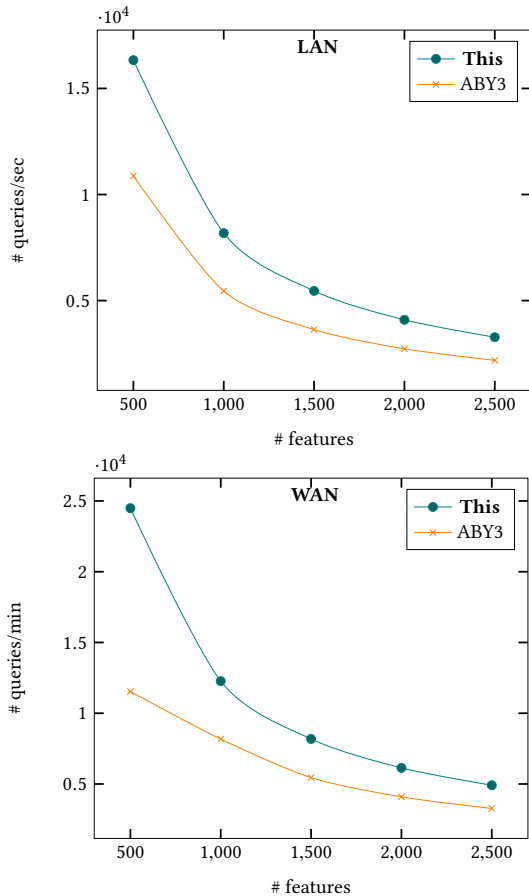 ·10⁴
LAN
This
ABY3
1.5
1
0.5
# queries/sec
500 1,000 1,500 2,000 2,500
# features
·10⁴
WAN
This
ABY3
2.5
2
1.5
1
0.5
# queries/min
500 1,000 1,500 2,000 2,500
# features